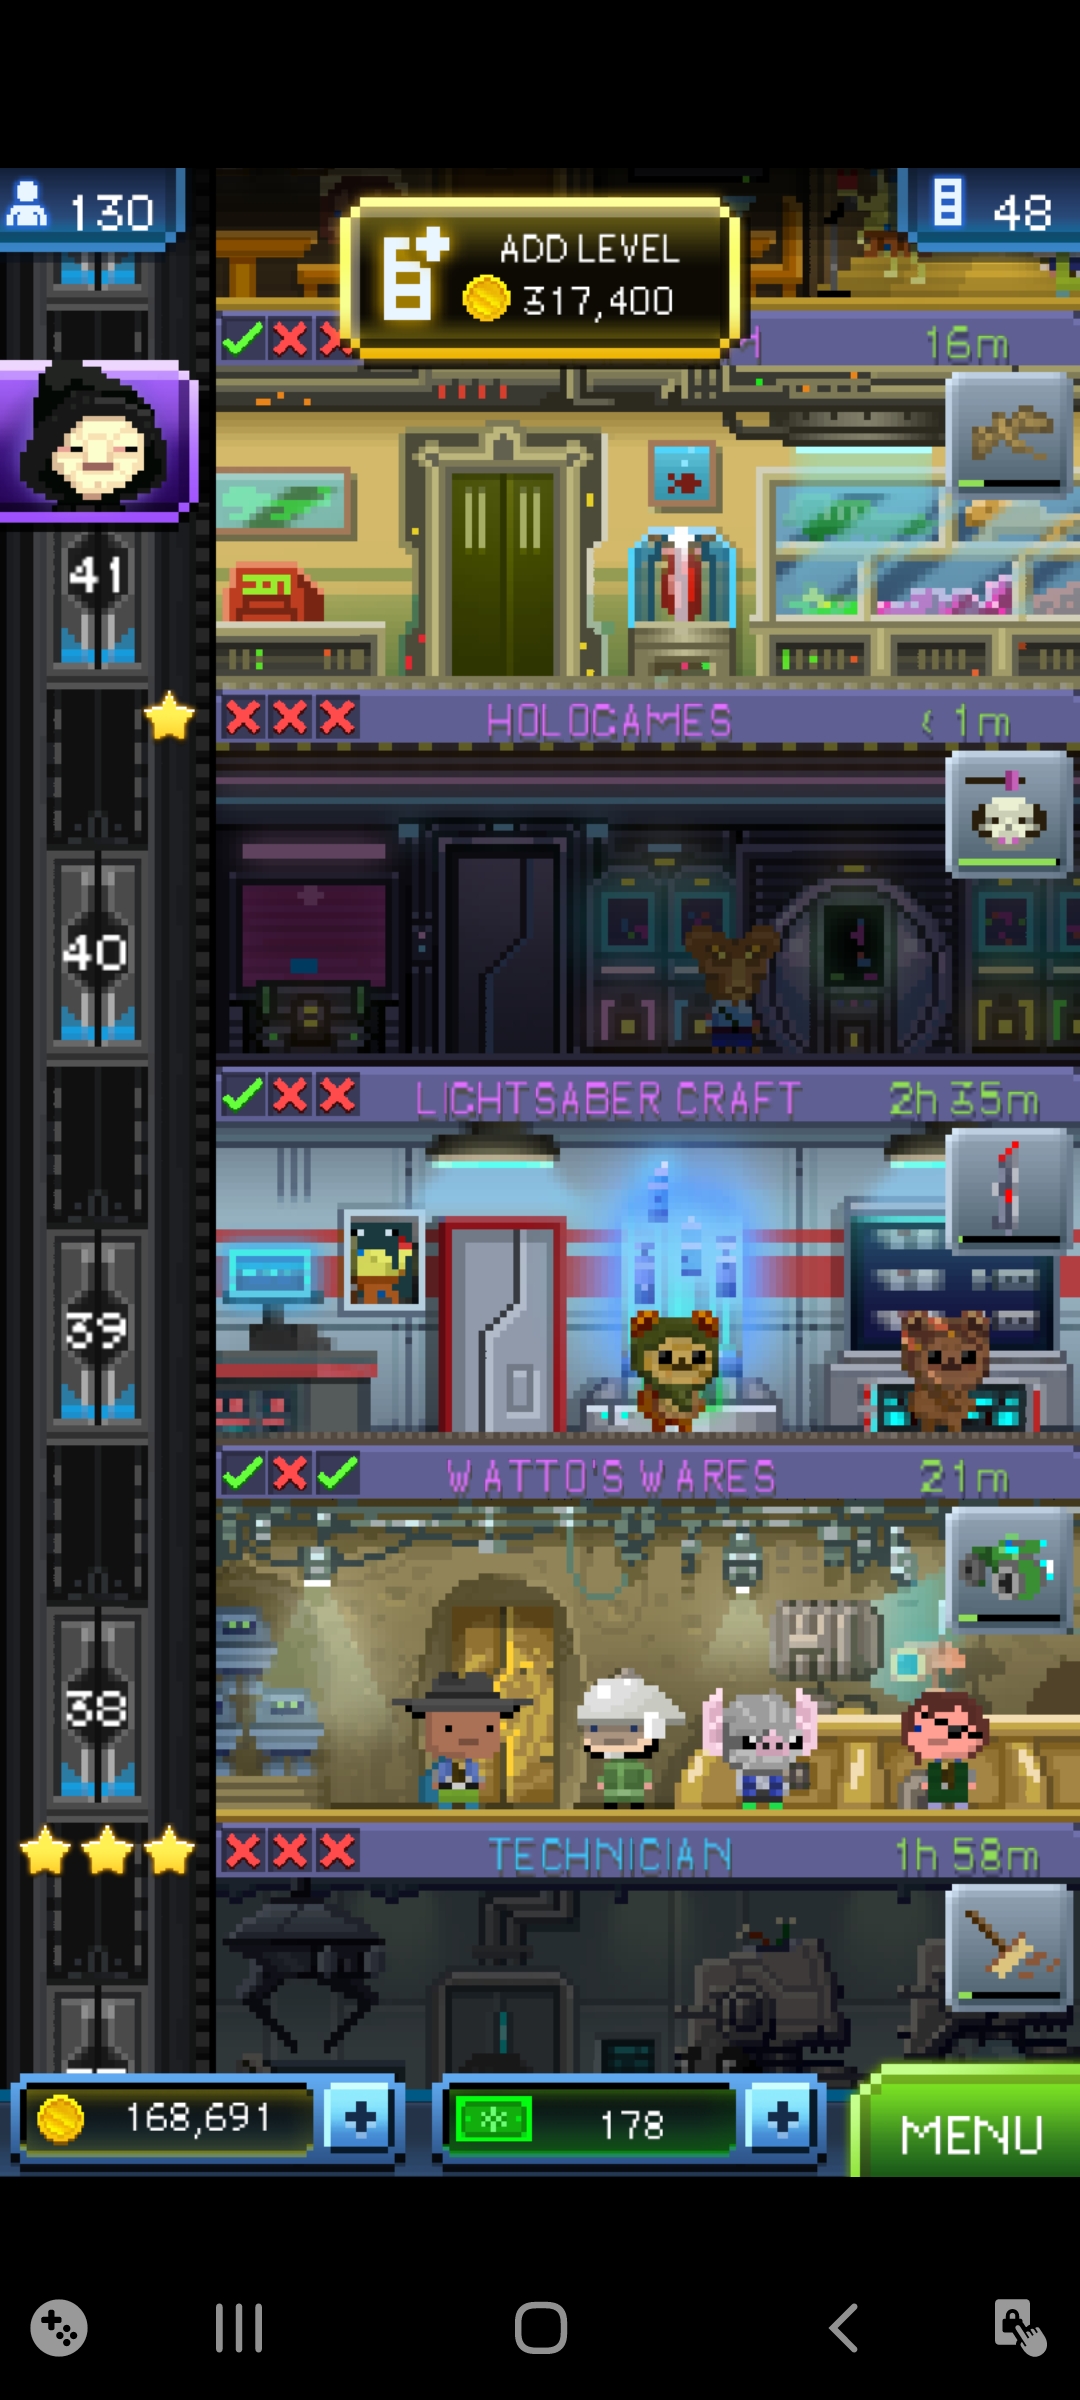 130
ADD LEVEL
317,400
48
16m
41
HOLOGAMES
< 1m
40
LIGHTSABER CRAFT
2h 35m
39
WATTO'S WARES
21m
38
TECHNICIAN
1h 58m
168,691
178
MENU